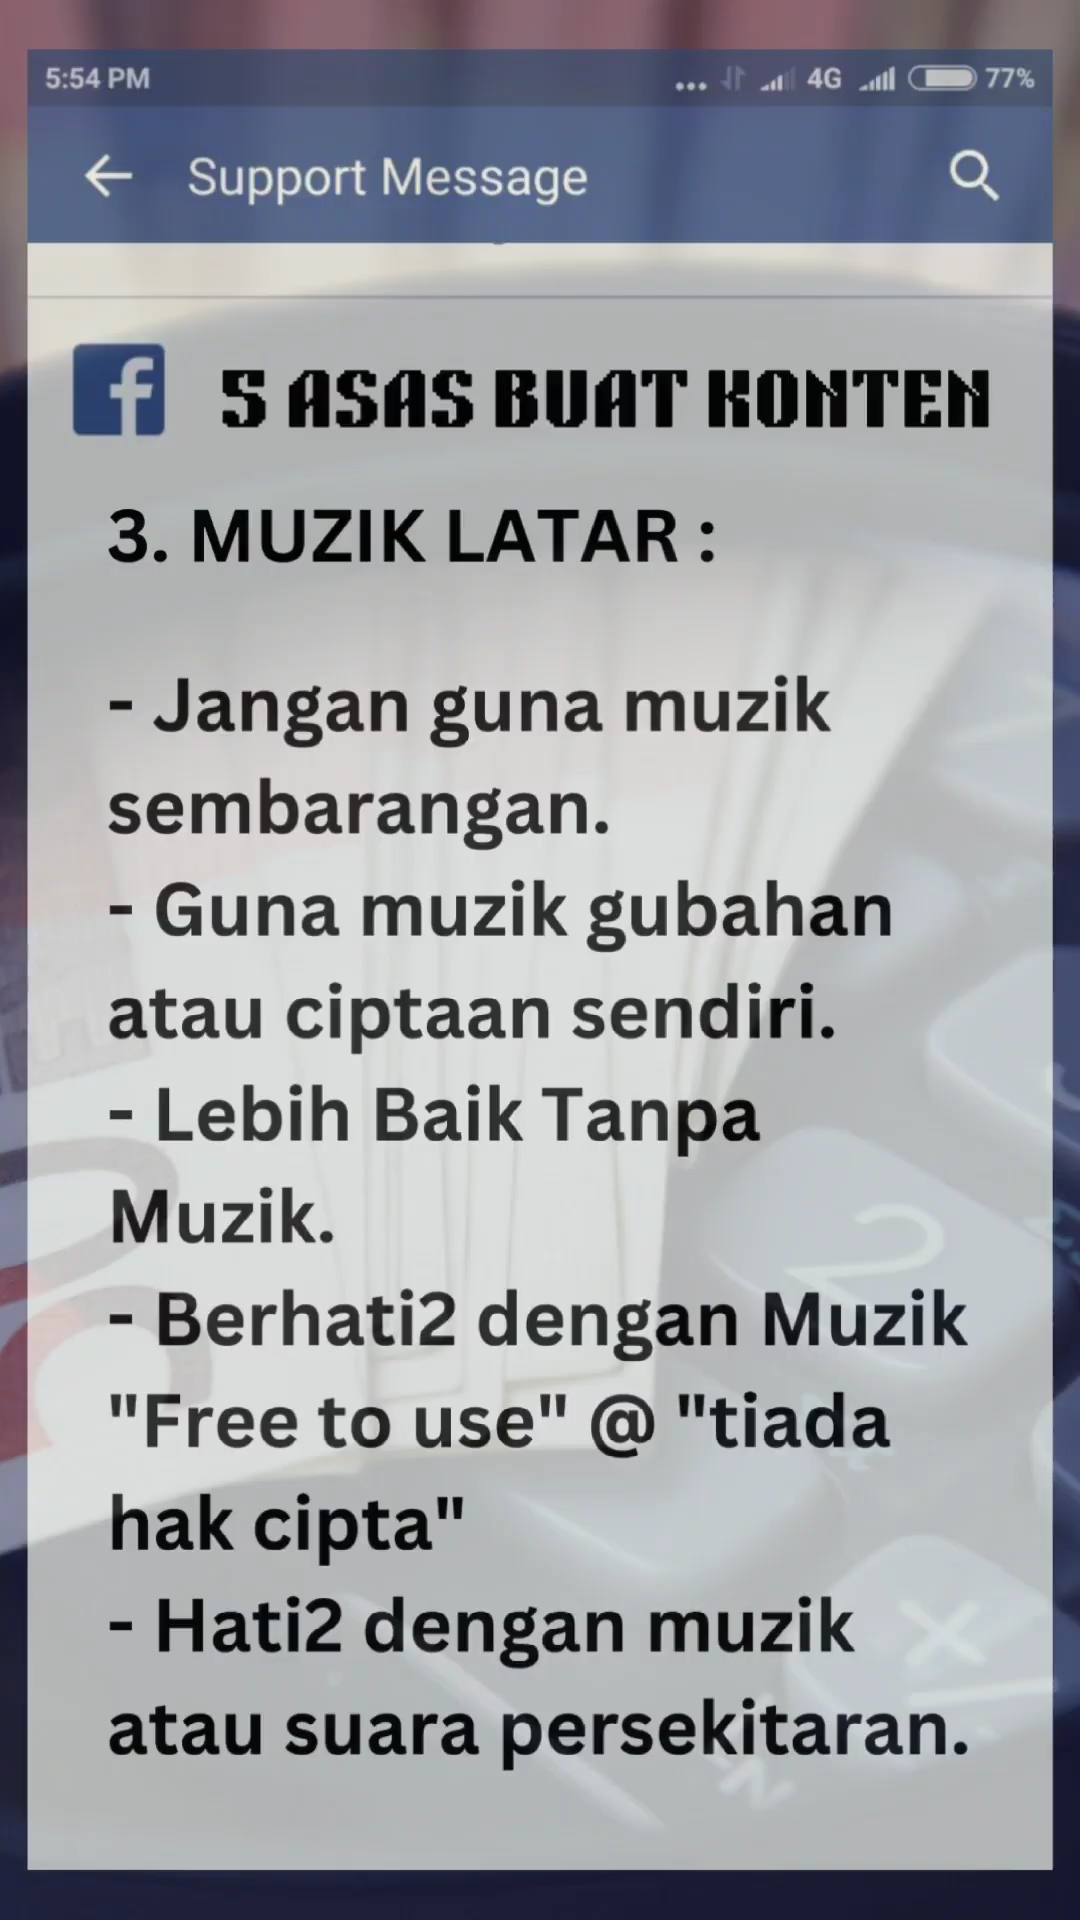 5:54 PM
4G
77%
Support Message
f
5 ASAS BUAT KONTEN
3. MUZIK LATAR :
- Jangan guna muzik
sembarangan.
- Guna muzik gubahan
atau ciptaan sendiri.
- Lebih Baik Tanpa
Muzik.
- Berhati2 dengan Muzik
"Free to use" @ "tiada
hak cipta"
- Hati2 dengan muzik
atau suara persekitaran.
2